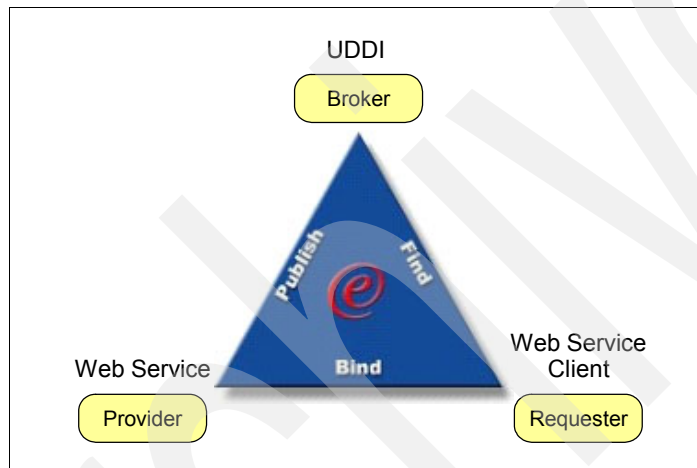 UDDI
Broker
Publish
Find
e
Bind
Web Service
Provider
Web Service
Client
Requester